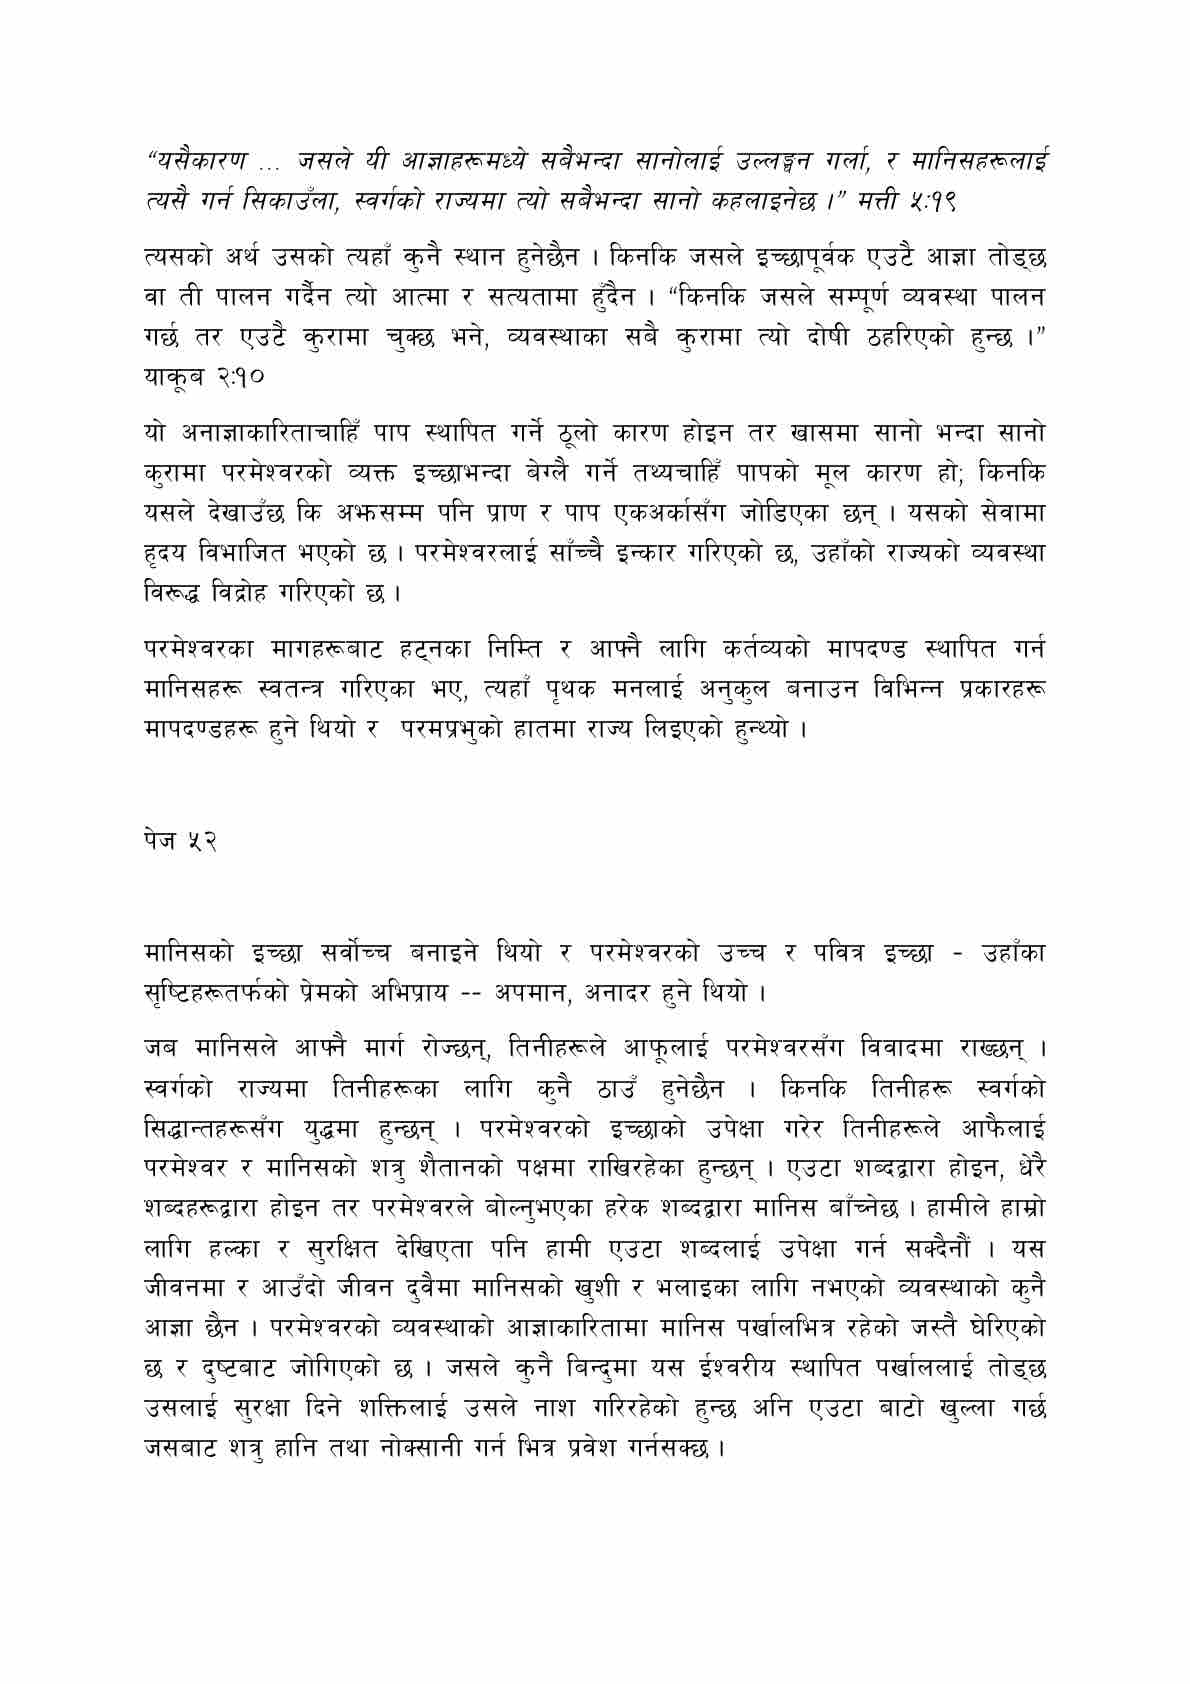 “यसैकारण ... जसले यी आज्ञाहरूमध्ये सबैभन्दा सानोलाई उल्लङ्घन गर्ला, र मानिसहरूलाई
त्यसै गर्न सिकाउँला, स्वर्गको राज्यमा त्यो सबैभन्दा सानो कहलाइनेछ ।” मत्ती ५:१९
त्यसको अर्थ उसको त्यहाँ कुनै स्थान हुनेछैन । किनकि जसले इच्छापूर्वक एउटै आज्ञा तोड्छ
वा ती पालन गर्दैन त्यो आत्मा र सत्यतामा हुँदैन । “किनकि जसले सम्पूर्ण व्यवस्था पालन
गर्छ तर एउटै कुरामा चुक्छ भने, व्यवस्थाका सबै कुरामा त्यो दोषी ठहरिएको हुन्छ ।”
याकूब २:१०
यो अनाज्ञाकारिताचाहिँ पाप स्थापित गर्ने ठूलो कारण होइन तर खासमा सानो भन्दा सानो
कुरामा परमेश्वरको व्यक्त इच्छाभन्दा बेग्लै गर्ने तथ्यचाहिँ पापको मूल कारण हो; किनकि
यसले देखाउँछ कि अझसम्म पनि प्राण र पाप एकअर्कासँग जोडिएका छन् । यसको सेवामा
हृदय विभाजित भएको छ । परमेश्वरलाई साँच्चै इन्कार गरिएको छ, उहाँको राज्यको व्यवस्था
विरूद्ध विद्रोह गरिएको छ ।
परमेश्वरका मागहरूबाट हट्नका निम्ति र आफ्नै लागि कर्तव्यको मापदण्ड स्थापित गर्न
मानिसहरू स्वतन्त्र गरिएका भए, त्यहाँ पृथक मनलाई अनुकुल बनाउन विभिन्न प्रकारहरू
मापदण्डहरू हुने थियो र  परमप्रभुको हातमा राज्य लिइएको हुन्थ्यो ।
पेज ५२
मानिसको इच्छा सर्वोच्च बनाइने थियो र परमेश्वरको उच्च र पवित्र इच्छा - उहाँका
सृष्टिहरूतर्फको प्रेमको अभिप्राय -- अपमान, अनादर हुने थियो ।
जब मानिसले आफ्नै मार्ग रोज्छन्, तिनीहरूले आफूलाई परमेश्वरसँग विवादमा राख्छन् ।
स्वर्गको राज्यमा तिनीहरूका लागि कुनै ठाउँ हुनेछैन । किनकि तिनीहरू स्वर्गको
सिद्धान्तहरूसँग युद्धमा हुन्छन् । परमेश्वरको इच्छाको उपेक्षा गरेर तिनीहरूले आफैलाई
परमेश्वर र मानिसको शत्रु शैतानको पक्षमा राखिरहेका हुन्छन् । एउटा शब्दद्वारा होइन, धेरै
शब्दहरूद्वारा होइन तर परमेश्वरले बोल्नुभएका हरेक शब्दद्वारा मानिस बाँच्नेछ । हामीले हाम्रो
लागि हल्का र सुरक्षित देखिएता पनि हामी एउटा शब्दलाई उपेक्षा गर्न सक्दैनौं । यस
जीवनमा र आउँदो जीवन दुवैमा मानिसको खुशी र भलाइका लागि नभएको व्यवस्थाको कुनै
आज्ञा छैन । परमेश्वरको व्यवस्थाको आज्ञाकारितामा मानिस पर्खालभित्र रहेको जस्तै घेरिएको
छ र दुष्टबाट जोगिएको छ । जसले कुनै बिन्दुमा यस ईश्वरीय स्थापित पर्खाललाई तोड्छ
उसलाई सुरक्षा दिने शक्तिलाई उसले नाश गरिरहेको हुन्छ अनि एउटा बाटो खुल्ला गर्छ
जसबाट शत्रु हानि तथा नोक्सानी गर्न भित्र प्रवेश गर्नसक्छ ।